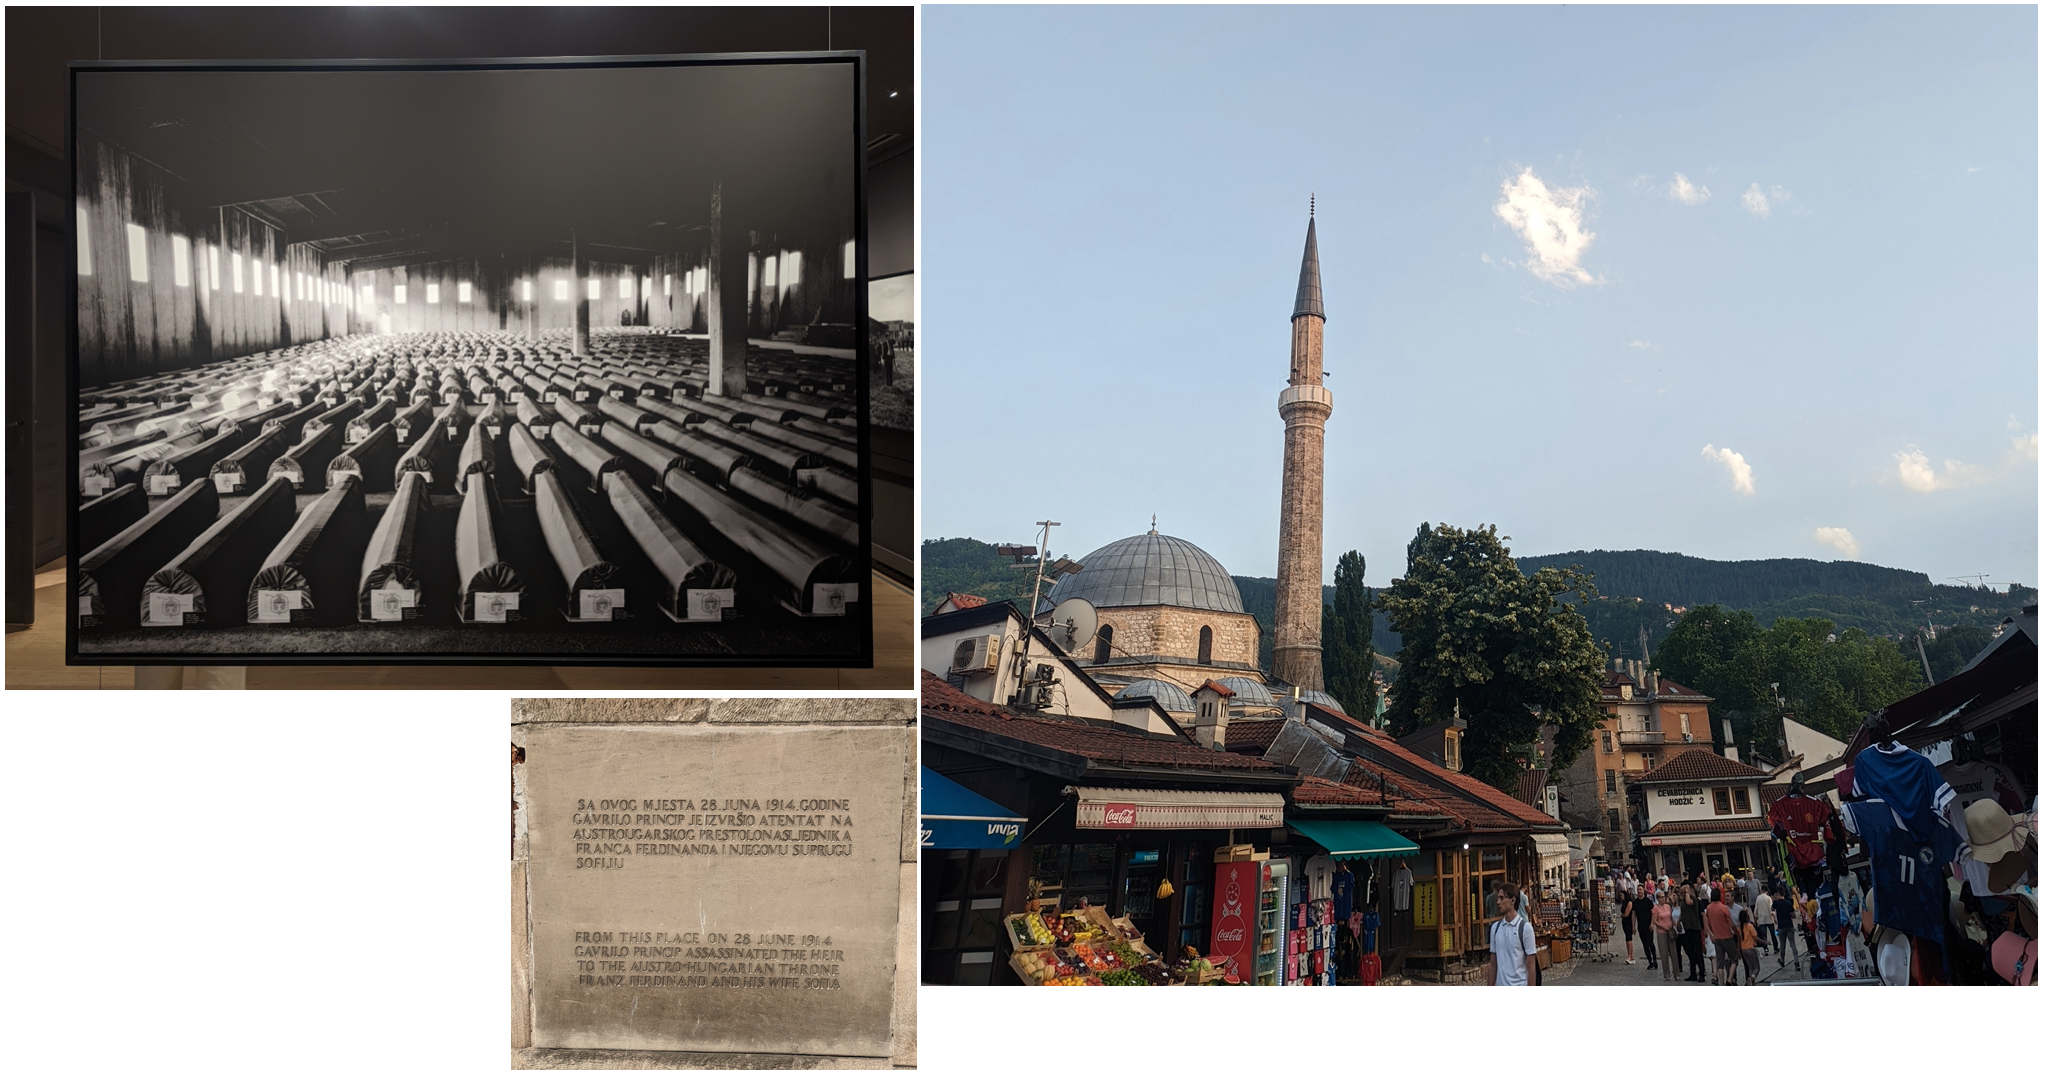 SA OVOG MJESTA 28.JUNA 1914.GODINE
GAVRILO PRINCIP JE IZVRŠIO ATENTAT NA
AUSTROUGARSKOG PRESTOLONASLJEDNIKA
FRANCA FERDINANDA I NJEGOVU SUPRUGU
SOFIJU
FROM THIS PLACE ON 28 JUNE 1914
GAVRILO PRINCIP ASSASSINATED THE HEIR
TO THE AUSTRO-HUNGARIAN THRONE
FRANZ FERDINAND AND HIS WIFE SOFIA
VIVIA
Coca-Cola
MALIĆ
Coca-Cola
ĆEVABDŽINICA
HODŽIĆ 2
11